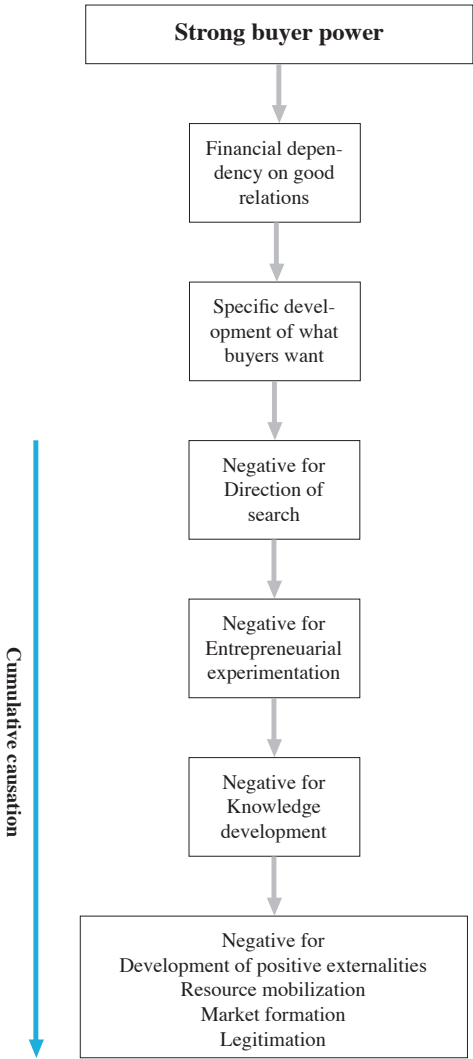 Strong buyer power
Financial depen-
dency on good
relations
Specific devel-
opment of what
buyers want
Negative for
Direction of
search
Negative for
Entrepreneuarial
experimentation
Negative for
Knowledge
development
Negative for
Development of positive externalities
Resource mobilization
Market formation
Legitimation
Cumulative causation